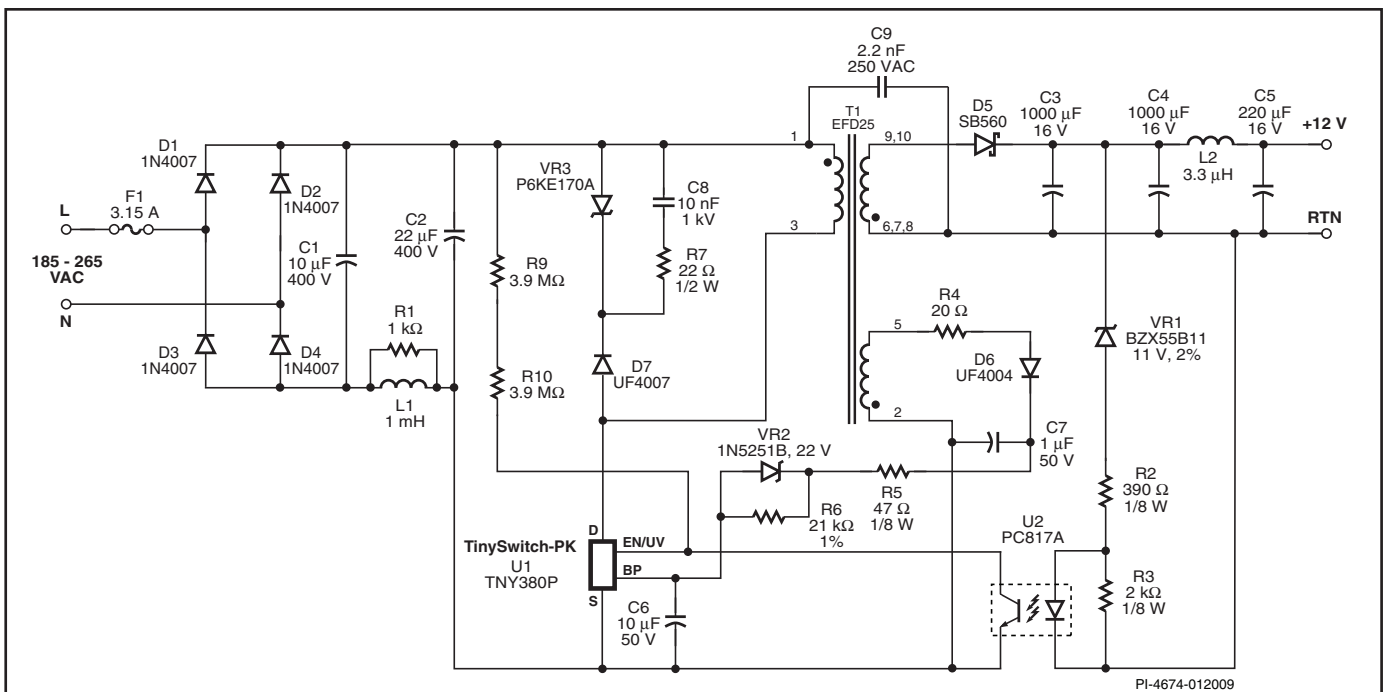 C9
2.2 nF
250 VAC
T1
EFD25
D5
SB560
C3
1000 μF
16 V
C4
1000 μF
16 V
C5
220 μF
16 V
+12 V
L2
3.3 μH
RTN
1
3
9,10
6,7,8
D1
1N4007
D2
1N4007
F1
3.15 A
L
185 - 265
VAC
N
C1
10 μF
400 V
C2
22 μF
400 V
D3
1N4007
D4
1N4007
R1
1 kΩ
L1
1 mH
VR3
P6KE170A
C8
10 nF
1 kV
R7
22 Ω
1/2 W
R9
3.9 MΩ
R10
3.9 MΩ
D7
UF4007
5
2
R4
20 Ω
D6
UF4004
C7
1 μF
50 V
VR1
BZX55B11
11 V, 2%
VR2
1N5251B, 22 V
R5
47 Ω
1/8 W
R6
21 kΩ
1%
R2
390 Ω
1/8 W
R3
2 kΩ
1/8 W
U2
PC817A
TinySwitch-PK
U1
TNY380P
D
EN/UV
BP
S
C6
10 μF
50 V
PI-4674-012009